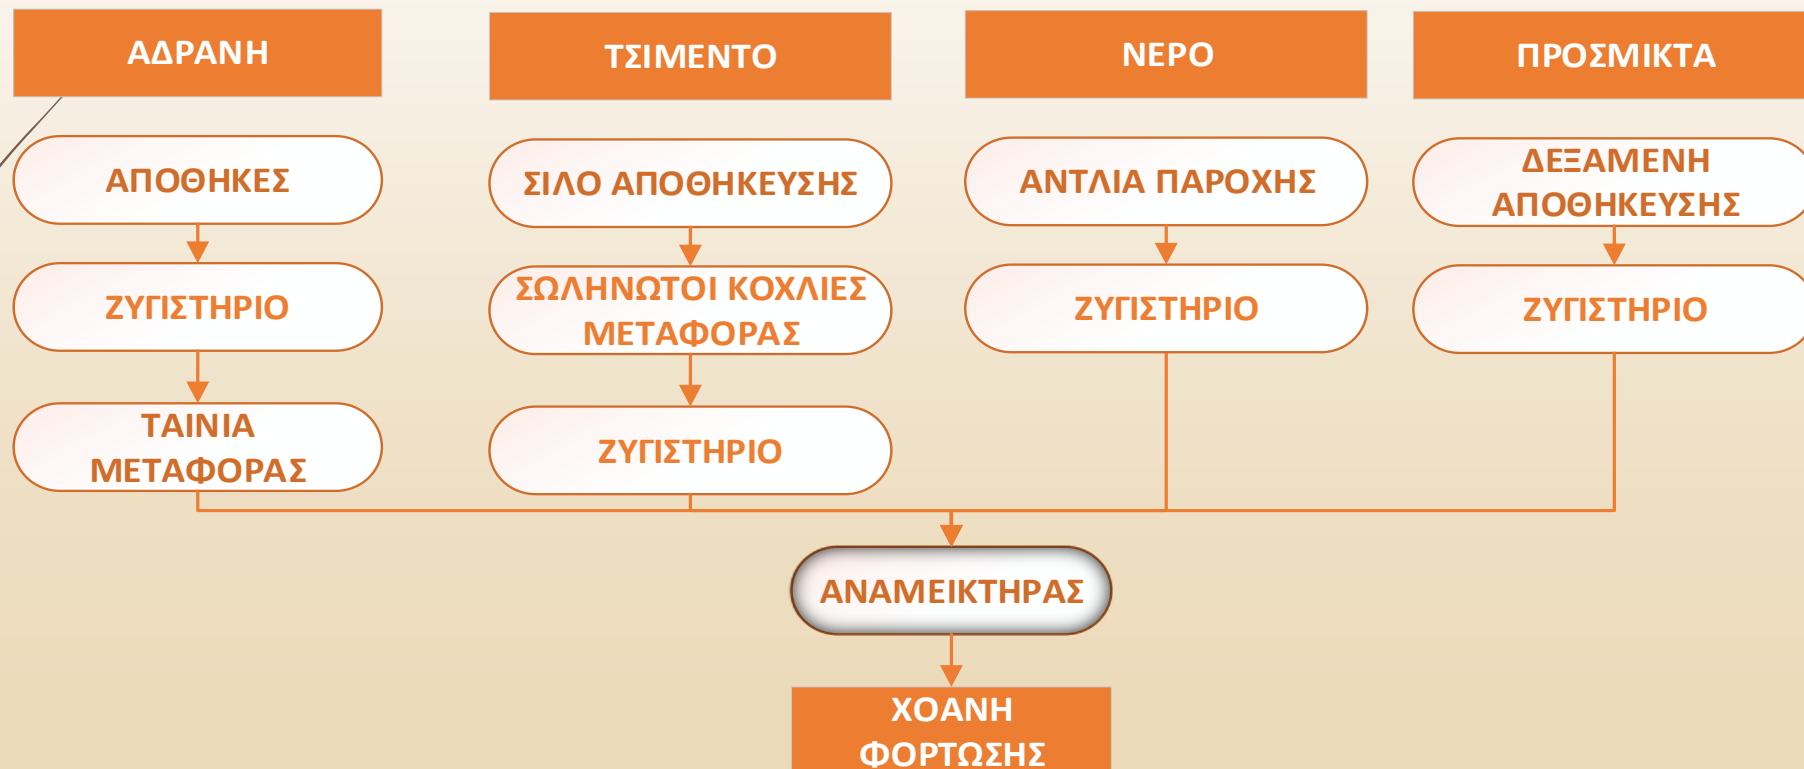 ΑΔΡΑΝΗ
ΤΣΙΜΕΝΤΟ
ΝΕΡΟ
ΠΡΟΣΜΙΚΤΑ
ΑΠΟΘΗΚΕΣ
ΣΙΛΟ ΑΠΟΘΗΚΕΥΣΗΣ
ΑΝΤΛΙΑ ΠΑΡΟΧΗΣ
ΔΕΞΑΜΕΝΗ
ΑΠΟΘΗΚΕΥΣΗΣ
ΖΥΓΙΣΤΗΡΙΟ
ΣΩΛΗΝΩΤΟΙ ΚΟΧΛΙΕΣ
ΜΕΤΑΦΟΡΑΣ
ΖΥΓΙΣΤΗΡΙΟ
ΖΥΓΙΣΤΗΡΙΟ
ΤΑΙΝΙΑ
ΜΕΤΑΦΟΡΑΣ
ΖΥΓΙΣΤΗΡΙΟ
ΑΝΑΜΕΙΚΤΗΡΑΣ
ΧΟΑΝΗ
ΦΟΡΤΩΣΗΣ